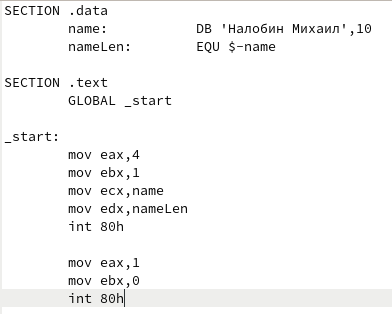 SECTION .data
name: DB 'Налобин Михаил',10
nameLen: EQU $-name
SECTION .text
GLOBAL _start
_start:
mov eax,4
mov ebx,1
mov ecx,name
mov edx,nameLen
int 80h
mov eax,1
mov ebx,0
int 80h